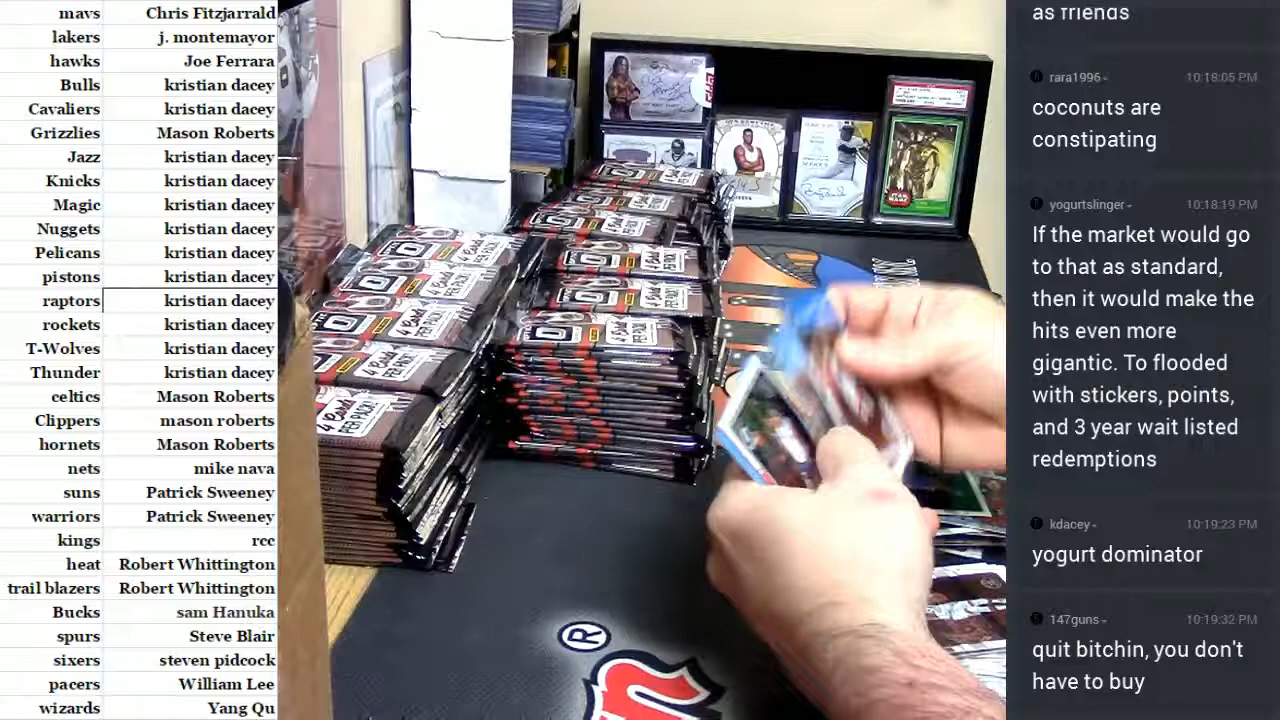 mavs Chris Fitzjarrald
lakers j. montemayor
hawks Joe Ferrara
Bulls kristian dacey
Cavaliers kristian dacey
Grizzlies Mason Roberts
Jazz kristian dacey
Knicks kristian dacey
Magic kristian dacey
Nuggets kristian dacey
Pelicans kristian dacey
pistons kristian dacey
raptors kristian dacey
rockets kristian dacey
T-Wolves kristian dacey
Thunder kristian dacey
celtics Mason Roberts
Clippers mason roberts
hornets Mason Roberts
nets mike nava
suns Patrick Sweeney
warriors Patrick Sweeney
kings rcc
heat Robert Whittington
trail blazers Robert Whittington
Bucks sam Hanuka
spurs Steve Blair
sixers steven pidcock
pacers William Lee
wizards Yang Qu
4 Cards
PER PACK!
®
as friends
rara1996 10:18:05 PM
coconuts are
constipating
yogurtslinger 10:18:19 PM
If the market would go
to that as standard,
then it would make the
hits even more
gigantic. To flooded
with stickers, points,
and 3 year wait listed
redemptions
kdacey 10:19:23 PM
yogurt dominator
147guns 10:19:32 PM
quit bitchin, you don't
have to buy